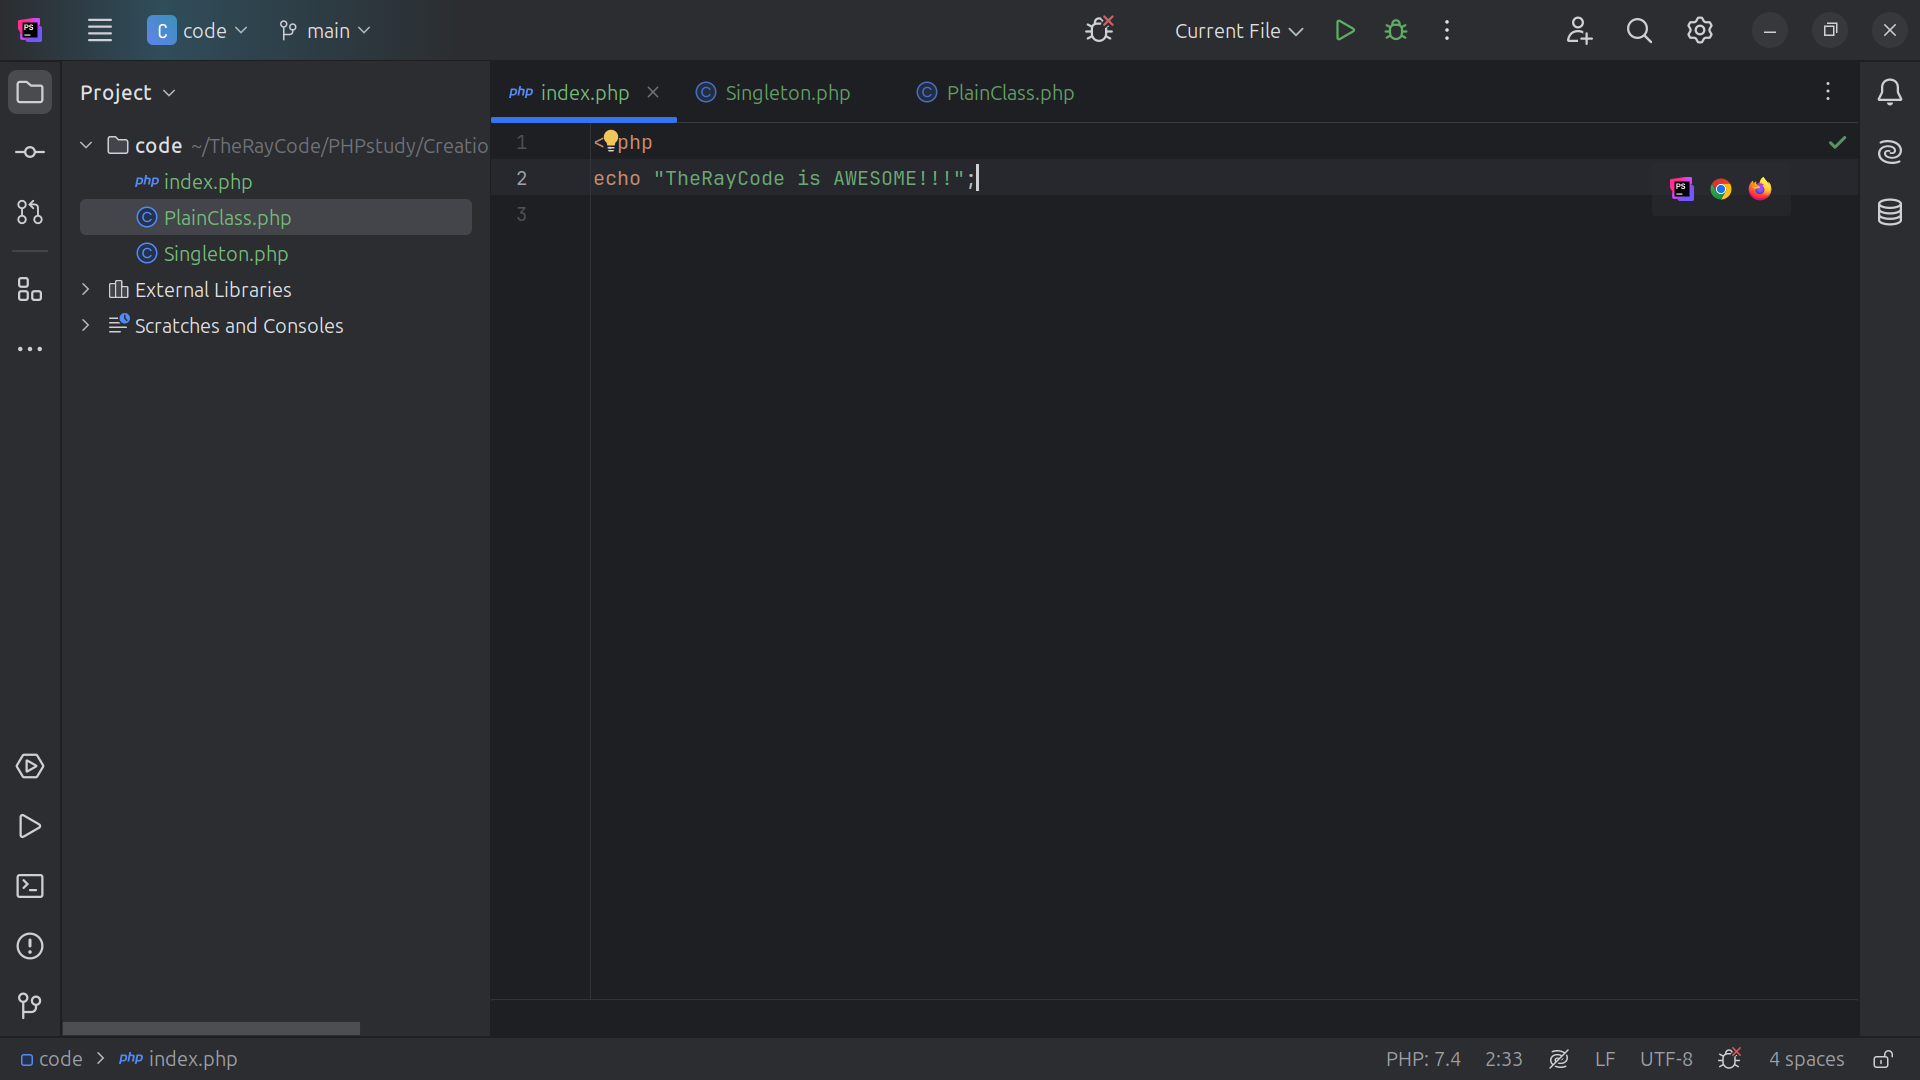 PS
C code main
Current File
Project
code ~/TheRayCode/PHPstudy/Creatio
php index.php
C PlainClass.php
C Singleton.php
External Libraries
Scratches and Consoles
php index.php
C Singleton.php
C PlainClass.php
1 < php
2 echo "TheRayCode is AWESOME!!!";
3
PS
code > php index.php
PHP: 7.4 2:33 LF UTF-8 4 spaces